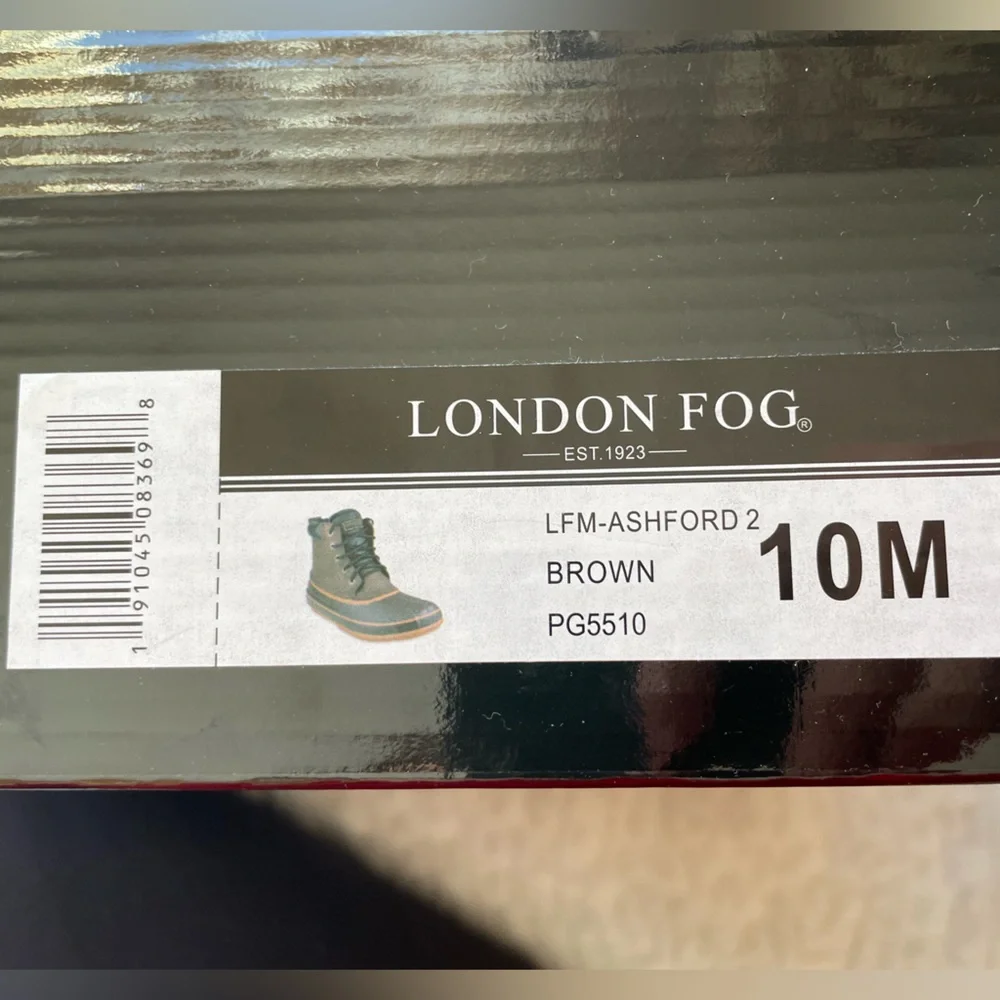 LONDON FOG®
EST.1923
LFM-ASHFORD 2
BROWN
PG5510
10M
1 91045 08369 8